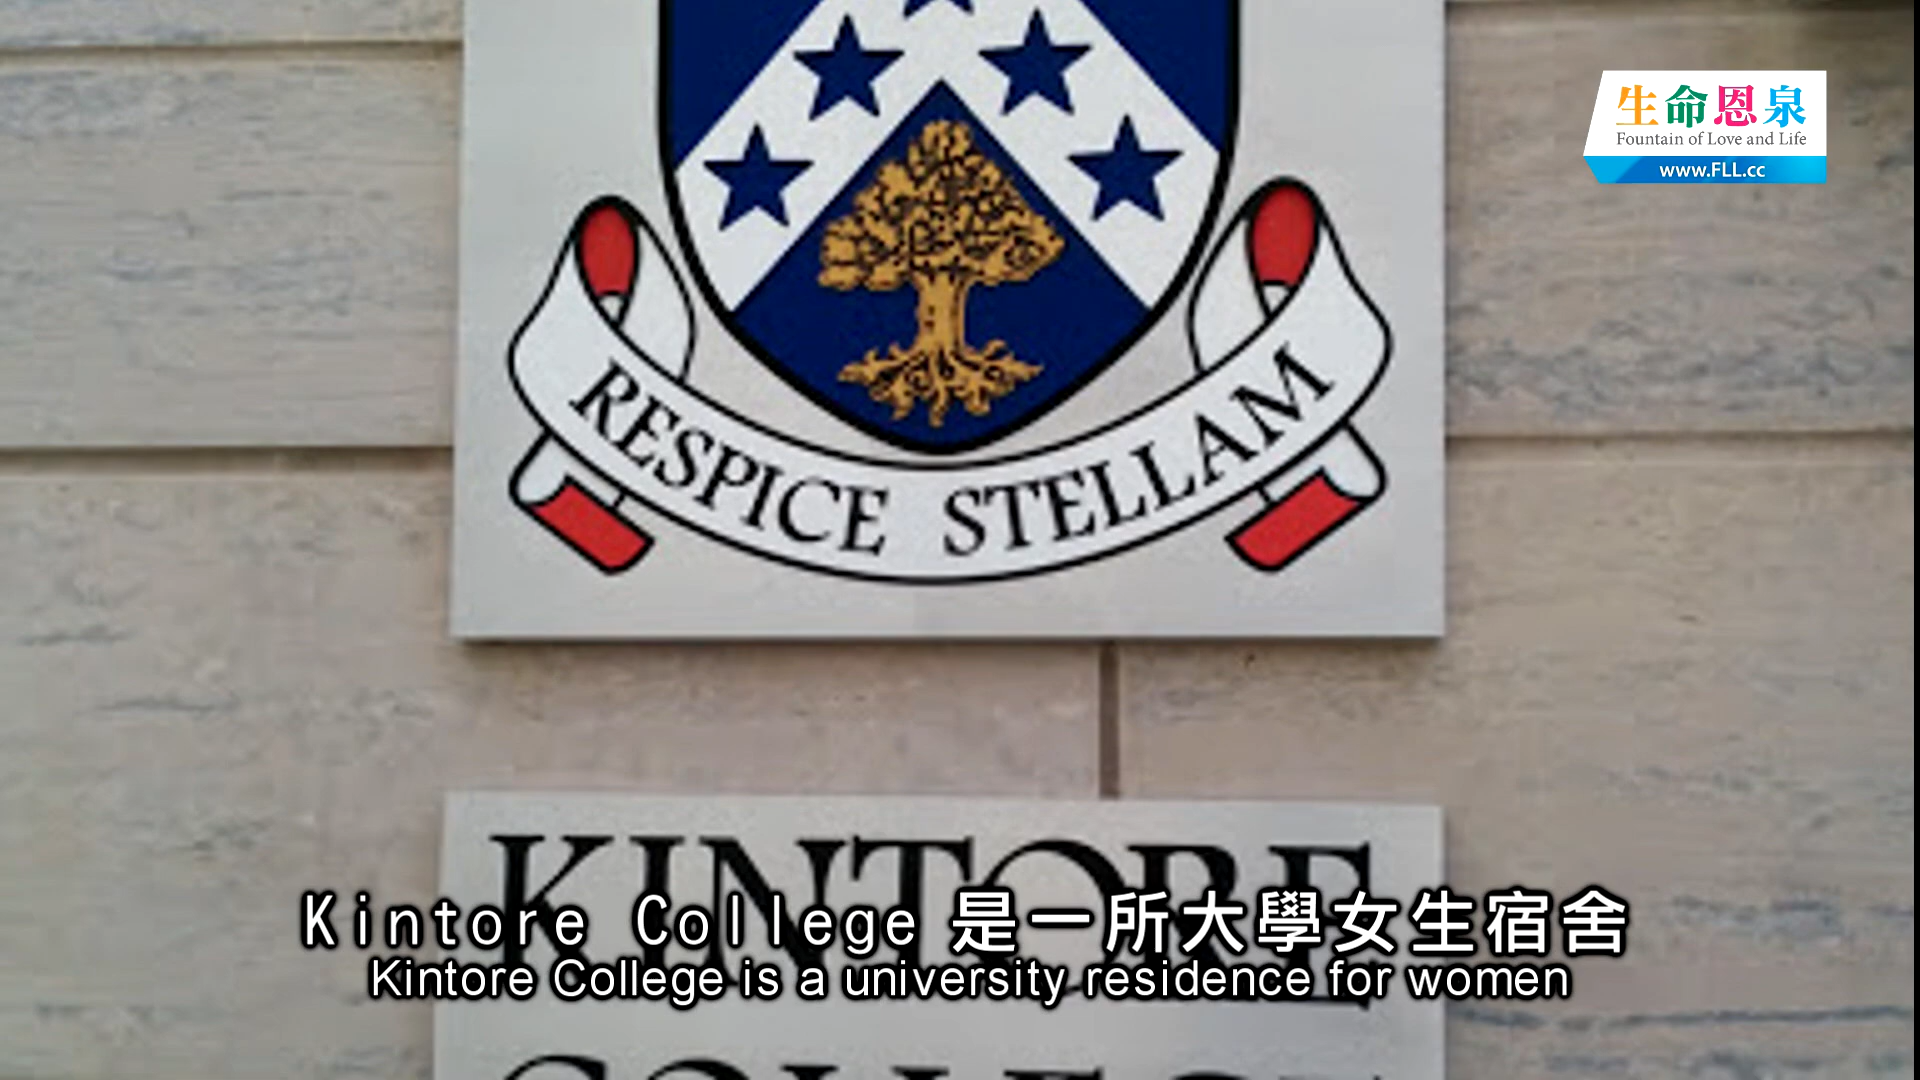 生命恩泉
Fountain of Love and Life
www.FLL.cc
RESPICE STELLAM
KINTORE
Kintore College 是一所大學女生宿舍
Kintore College is a university residence for women
COLLEGE